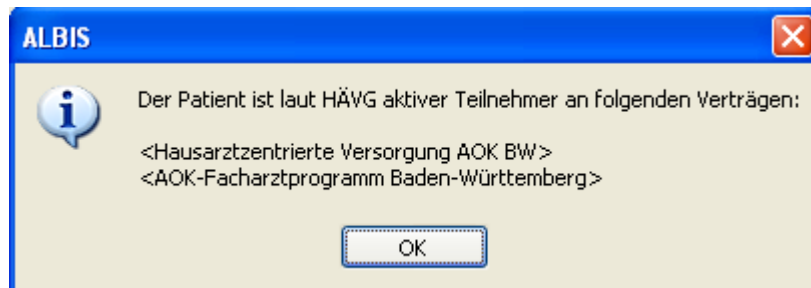 ALBIS
Der Patient ist laut HÄVG aktiver Teilnehmer an folgenden Verträgen:
<Hausarztzentrierte Versorgung AOK BW>
<AOK-Facharztprogramm Baden-Württemberg>
OK